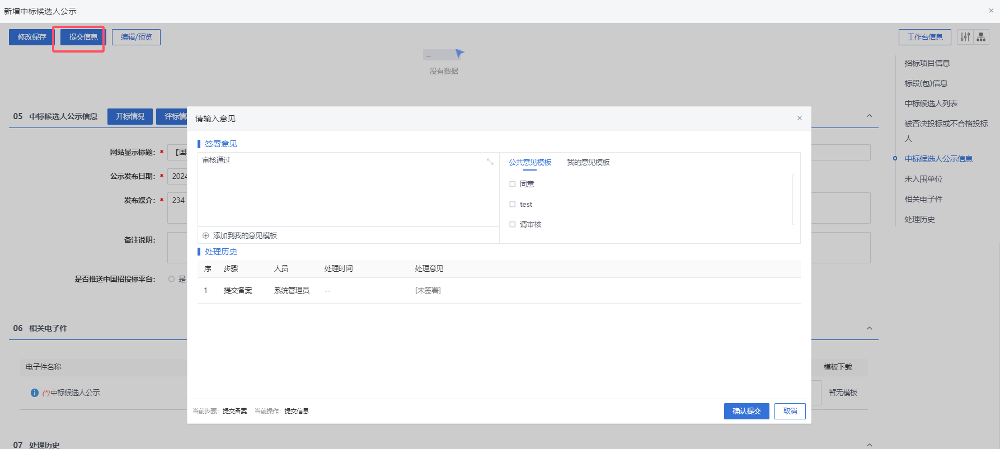 新增中标候选人公示
修改保存 提交信息 编辑/预览 工作台信息
没有数据
招标项目信息
标段(包)信息
中标候选人列表
被否决投标或不合格投标
人
中标候选人公示信息
未入围单位
相关电子件
处理历史
05 中标候选人公示信息 开标情况 评标情
网站显示标题: * 【国
公示发布日期: * 2024
发布媒介: * 234
备注说明:
是否推送中国招投标平台: 是
06 相关电子件
电子件名称 模板下载
(*)中标候选人公示 暂无模板
07 处理历史
请输入意见
签署意见
审核通过
添加到我的意见模板
公共意见模板 我的意见模板
同意
test
请审核
处理历史
序 步骤 人员 处理时间 处理意见
1 提交备案 系统管理员 -- [未签署]
当前步骤: 提交备案 当前操作: 提交信息
确认提交 取消